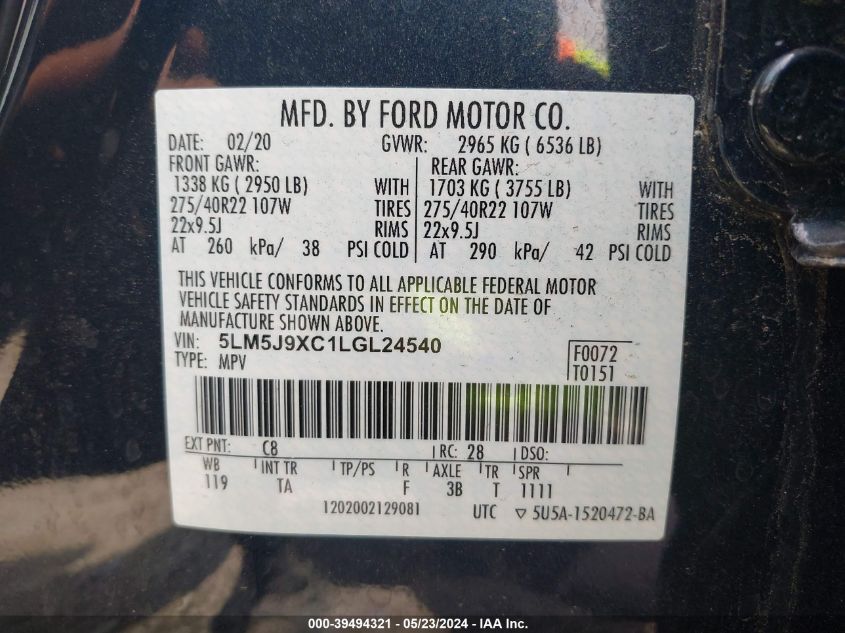 MFD. BY FORD MOTOR CO.
DATE: 02/20 GVWR: 2965 KG ( 6536 LB)
FRONT GAWR: REAR GAWR:
1338 KG ( 2950 LB) WITH 1703 KG ( 3755 LB) WITH
275/40R22 107W TIRES 275/40R22 107W TIRES
22x9.5J RIMS 22x9.5J RIMS
AT 260 kPa/ 38 PSI COLD AT 290 kPa/ 42 PSI COLD
THIS VEHICLE CONFORMS TO ALL APPLICABLE FEDERAL MOTOR
VEHICLE SAFETY STANDARDS IN EFFECT ON THE DATE OF
MANUFACTURE SHOWN ABOVE.
VIN: 5LM5J9XC1LGL24540 F0072
TYPE: MPV T0151
EXT PNT: C8 RC: 28 DSO:
WB INT TR TP/PS R AXLE TR SPR
119 TA F 3B T 1111
1202002129081 UTC ▽ 5U5A-1520472-BA
000-39494321 - 05/23/2024 - IAA Inc.